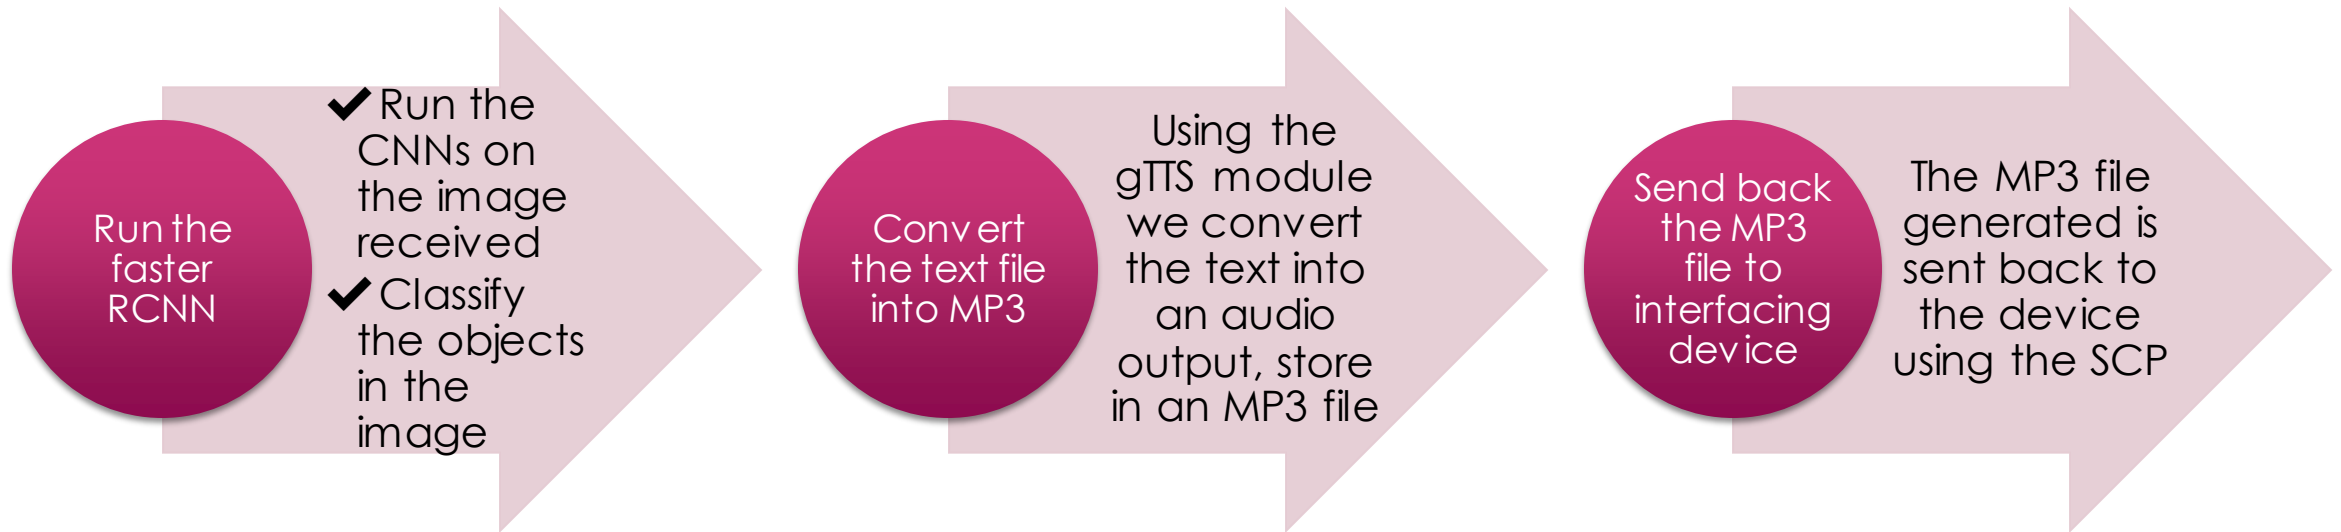 Run the
faster
RCNN
✔Run the
CNNs on
the image
received
✔Classify
the objects
in the
image
Convert
the text file
into MP3
Using the
gTTS module
we convert
the text into
an audio
output, store
in an MP3 file
Send back
the MP3
file to
interfacing
device
The MP3 file
generated is
sent back to
the device
using the SCP